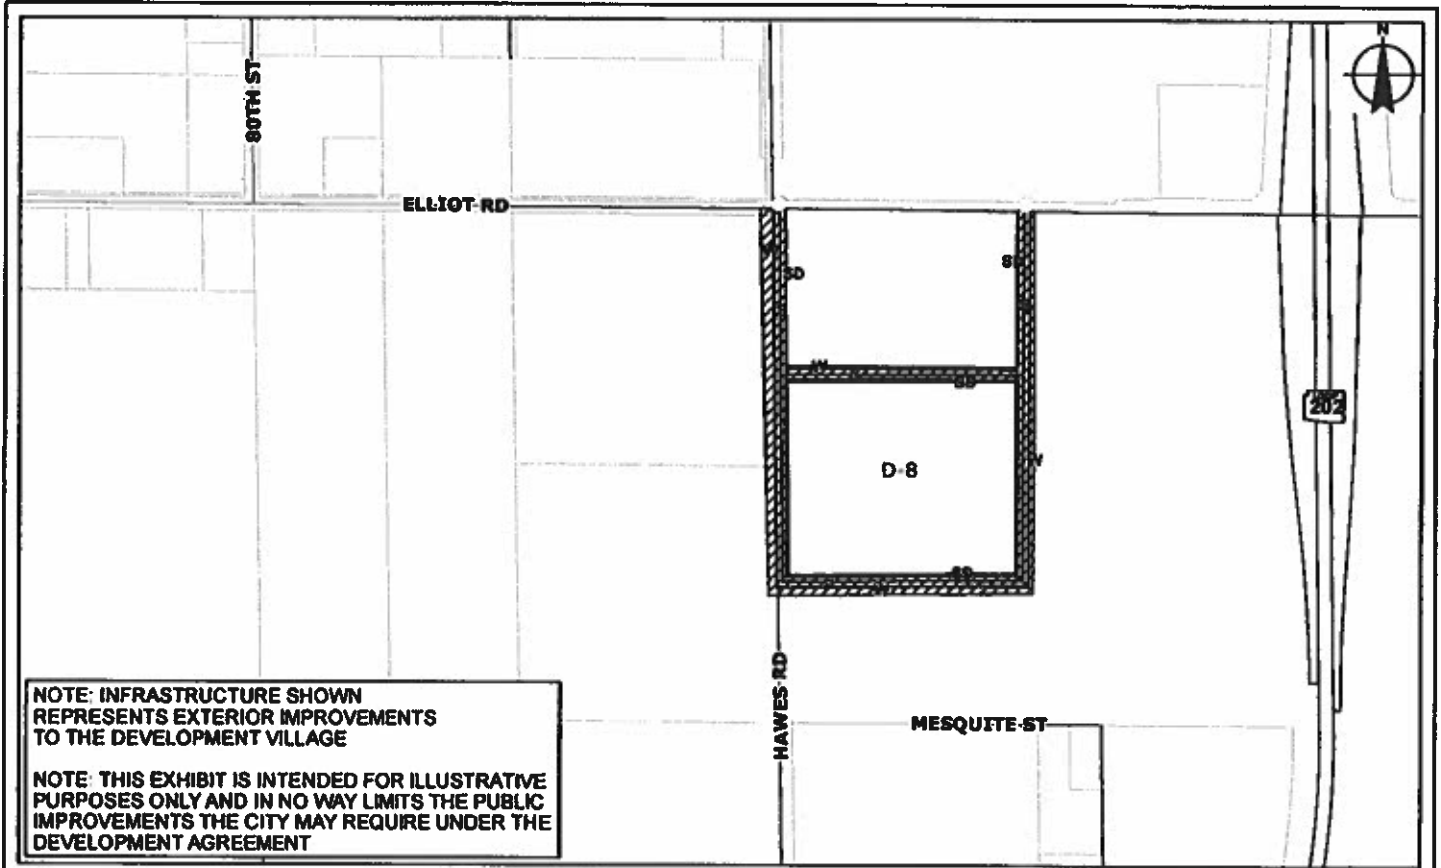 N
80TH ST
ELLIOT RD
SD
SD
W
SD
202
D-8
W
SD
HAWES RD
MESQUITE ST
NOTE: INFRASTRUCTURE SHOWN
REPRESENTS EXTERIOR IMPROVEMENTS
TO THE DEVELOPMENT VILLAGE
NOTE: THIS EXHIBIT IS INTENDED FOR ILLUSTRATIVE
PURPOSES ONLY AND IN NO WAY LIMITS THE PUBLIC
IMPROVEMENTS THE CITY MAY REQUIRE UNDER THE
DEVELOPMENT AGREEMENT